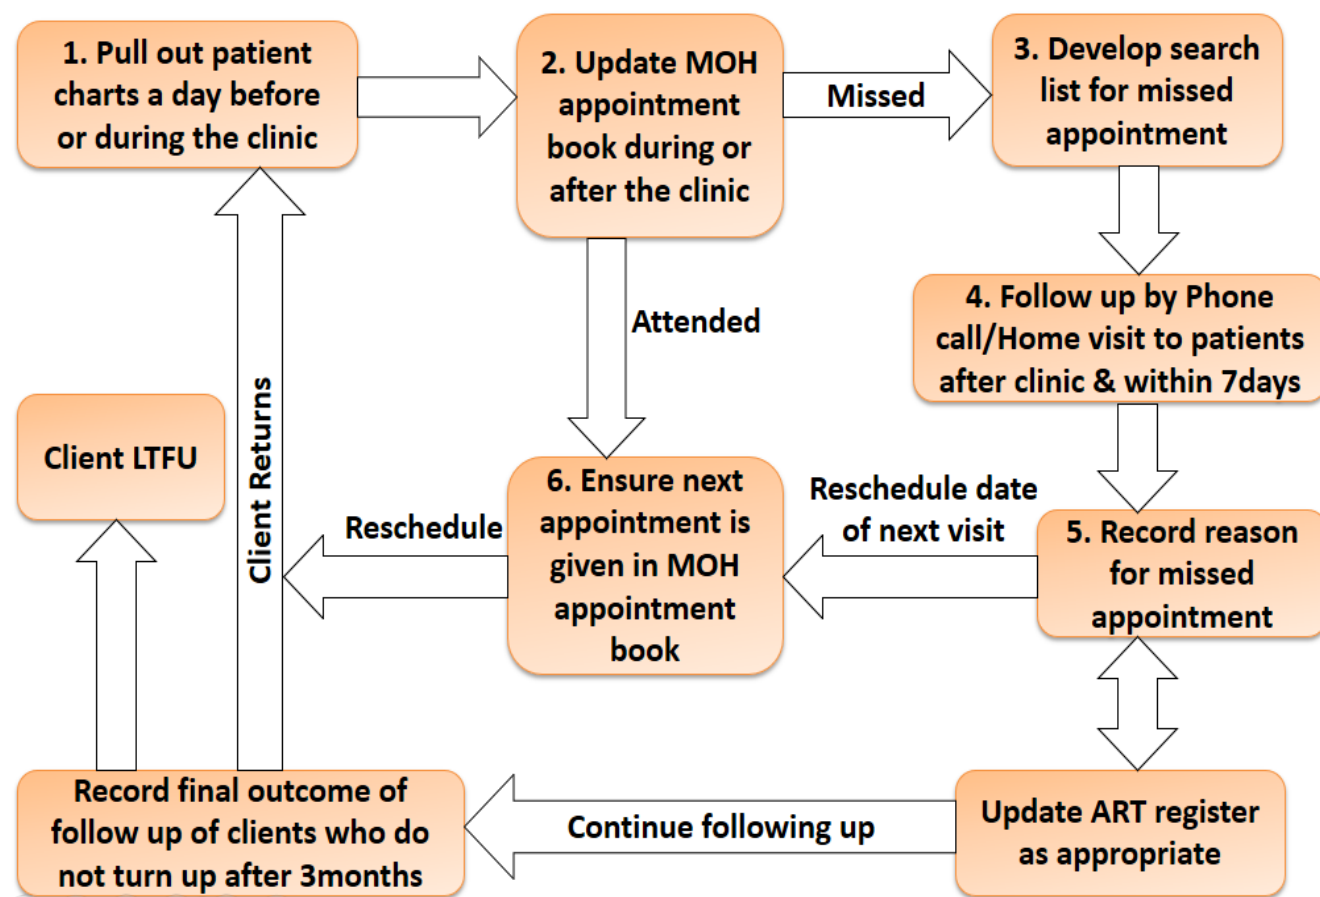 1. Pull out patient
charts a day before
or during the clinic
2. Update MOH
appointment
book during or
after the clinic
Missed
3. Develop search
list for missed
appointment
4. Follow up by Phone
call/Home visit to patients
after clinic & within 7days
Attended
Client LTFU
Client Returns
Reschedule
6. Ensure next
appointment is
given in MOH
appointment
book
Reschedule date
of next visit
5. Record reason
for missed
appointment
Record final outcome of
follow up of clients who do
not turn up after 3months
Continue following up
Update ART register
as appropriate